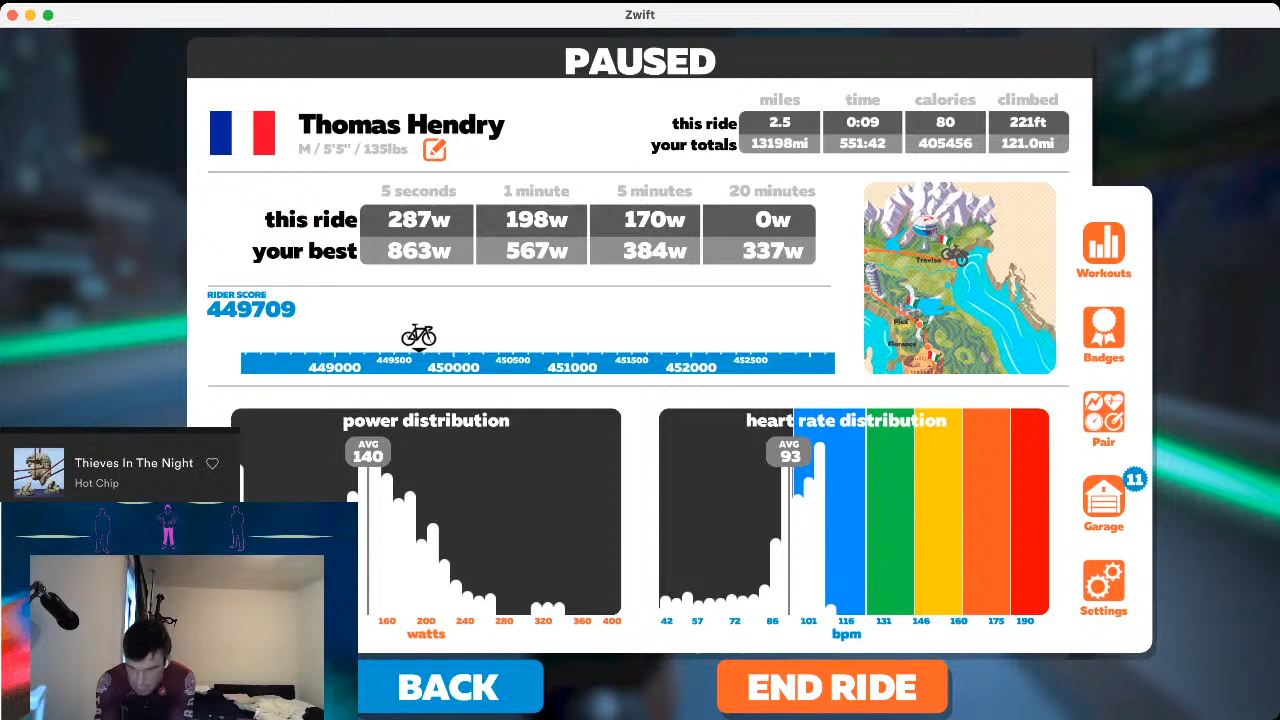 Zwift
PAUSED
Thomas Hendry
M / 5'5" / 135lbs
miles time calories climbed
this ride 2.5 0:09 80 221ft
your totals 13198mi 551:42 405456 121.0mi
5 seconds 1 minute 5 minutes 20 minutes
this ride 287w 198w 170w 0w
your best 863w 567w 384w 337w
RIDER SCORE
449709
449000 449500 450000 450500 451000 451500 452000 452500
Treviso
Pisa
Florence
Workouts
Badges
Pair
11
Garage
Settings
power distribution
AVG
140
160 200 240 280 320 360 400
watts
heart rate distribution
AVG
93
42 57 72 86 101 116 131 146 160 175 190
bpm
Thieves In The Night
Hot Chip
BACK
END RIDE